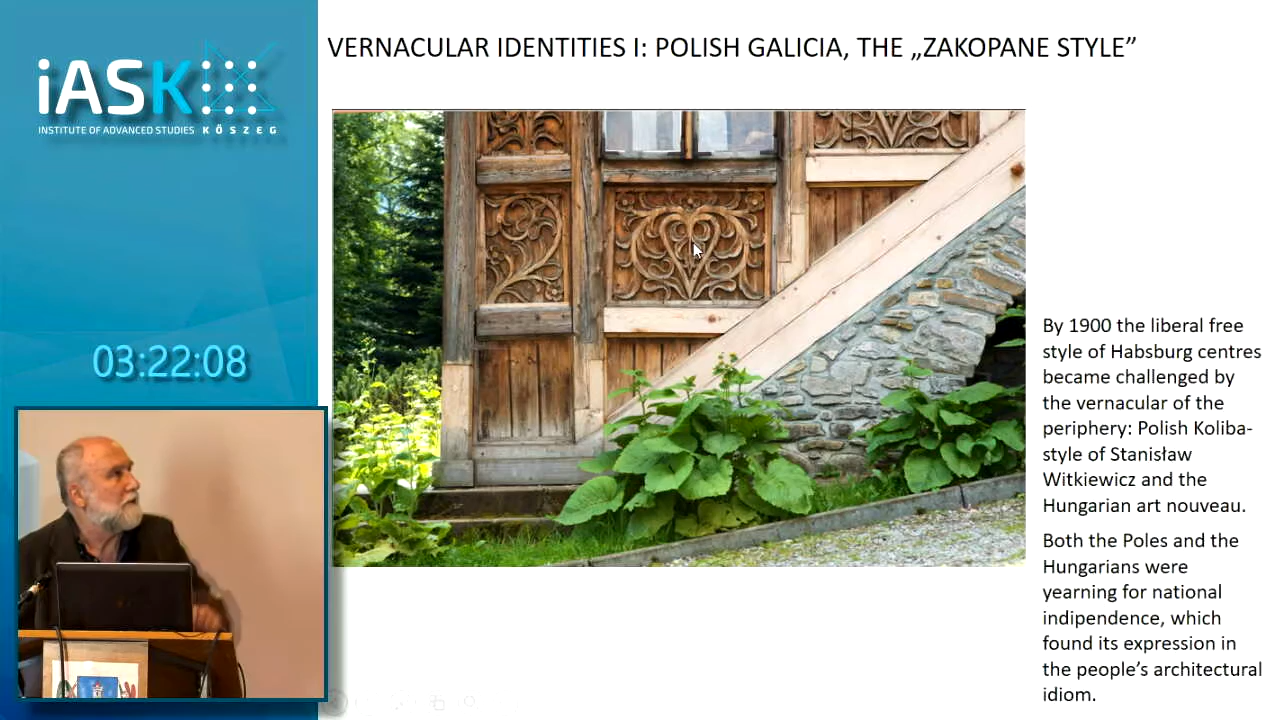 iASK
INSTITUTE OF ADVANCED STUDIES KŐSZEG
03:22:08
VERNACULAR IDENTITIES I: POLISH GALICIA, THE „ZAKOPANE STYLE”
By 1900 the liberal free
style of Habsburg centres
became challenged by
the vernacular of the
periphery: Polish Koliba-
style of Stanisław
Witkiewicz and the
Hungarian art nouveau.
Both the Poles and the
Hungarians were
yearning for national
indipendence, which
found its expression in
the people’s architectural
idiom.